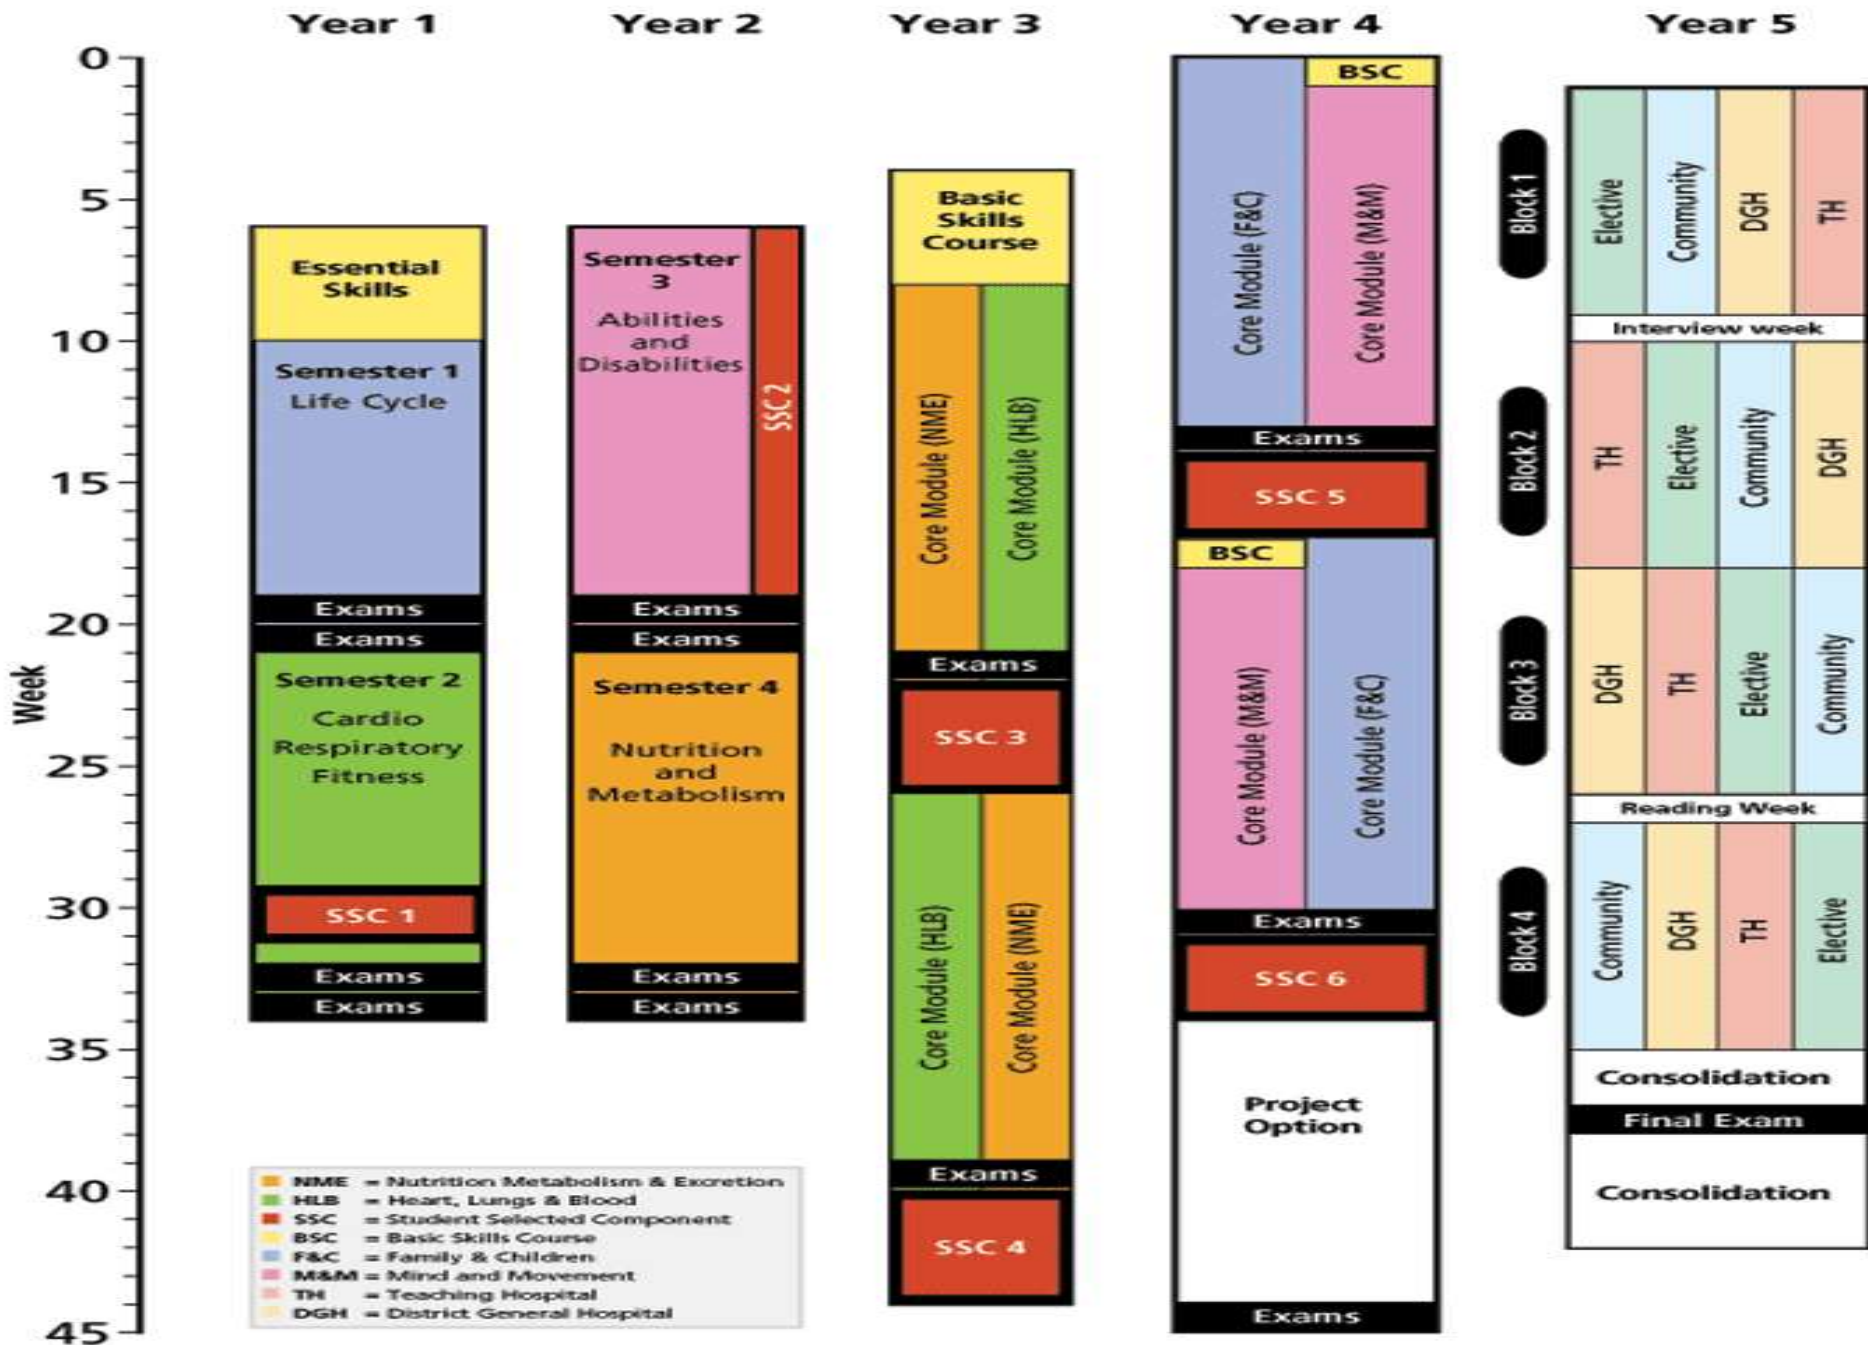 Year 1
Year 2
Year 3
Year 4
Year 5
Week
0
5
10
15
20
25
30
35
40
45
Essential
Skills
Semester 1
Life Cycle
Exams
Exams
Semester 2
Cardio
Respiratory
Fitness
SSC 1
Exams
Exams
Semester
3
Abilities
and
Disabilities
SSC 2
Exams
Exams
Semester 4
Nutrition
and
Metabolism
Exams
Exams
Basic
Skills
Course
Core Module (NME)
Core Module (HLB)
Exams
SSC 3
Core Module (HLB)
Core Module (NME)
Exams
SSC 4
Core Module (F&C)
BSC
Core Module (M&M)
Exams
SSC 5
BSC
Core Module (M&M)
Core Module (F&C)
Exams
SSC 6
Project
Option
Exams
Block 1
Elective
Community
DGH
TH
Interview week
Block 2
TH
Elective
Community
DGH
Block 3
DGH
TH
Elective
Community
Reading Week
Block 4
Community
DGH
TH
Elective
Consolidation
Final Exam
Consolidation
NME = Nutrition Metabolism & Excretion
HLB = Heart, Lungs & Blood
SSC = Student Selected Component
BSC = Basic Skills Course
F&C = Family & Children
M&M = Mind and Movement
TH = Teaching Hospital
DGH = District General Hospital